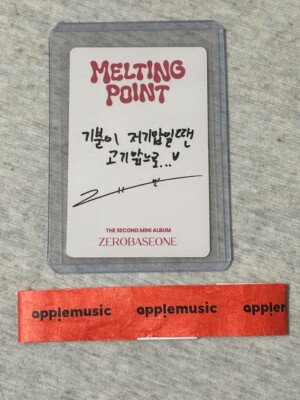 MELTING
POINT
기분이 저기압일땐
고기앞으로...♥
THE SECOND MINI ALBUM
ZEROBASEONE
applemusic applemusic applem